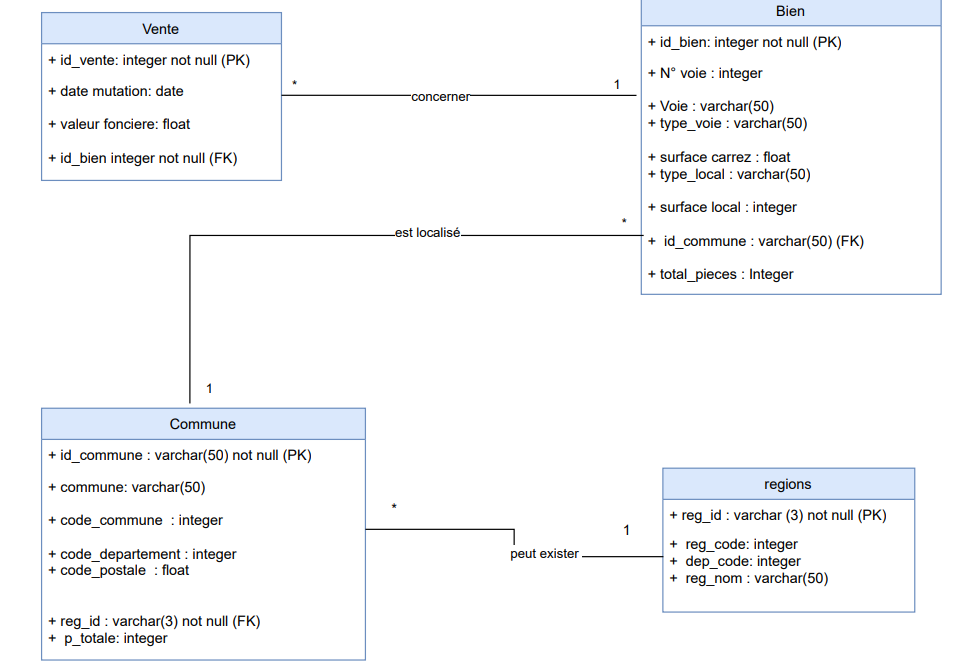 Vente
+ id_vente: integer not null (PK)
+ date mutation: date
+ valeur fonciere: float
+ id_bien integer not null (FK)
*
concerner
1
Bien
+ id_bien: integer not null (PK)
+ N° voie : integer
+ Voie : varchar(50)
+ type_voie : varchar(50)
+ surface carrez : float
+ type_local : varchar(50)
+ surface local : integer
+ id_commune : varchar(50) (FK)
+ total_pieces : Integer
*
est localisé
1
Commune
+ id_commune : varchar(50) not null (PK)
+ commune: varchar(50)
+ code_commune : integer
+ code_departement : integer
+ code_postale : float
+ reg_id : varchar(3) not null (FK)
+ p_totale: integer
*
peut exister
1
regions
+ reg_id : varchar (3) not null (PK)
+ reg_code: integer
+ dep_code: integer
+ reg_nom : varchar(50)